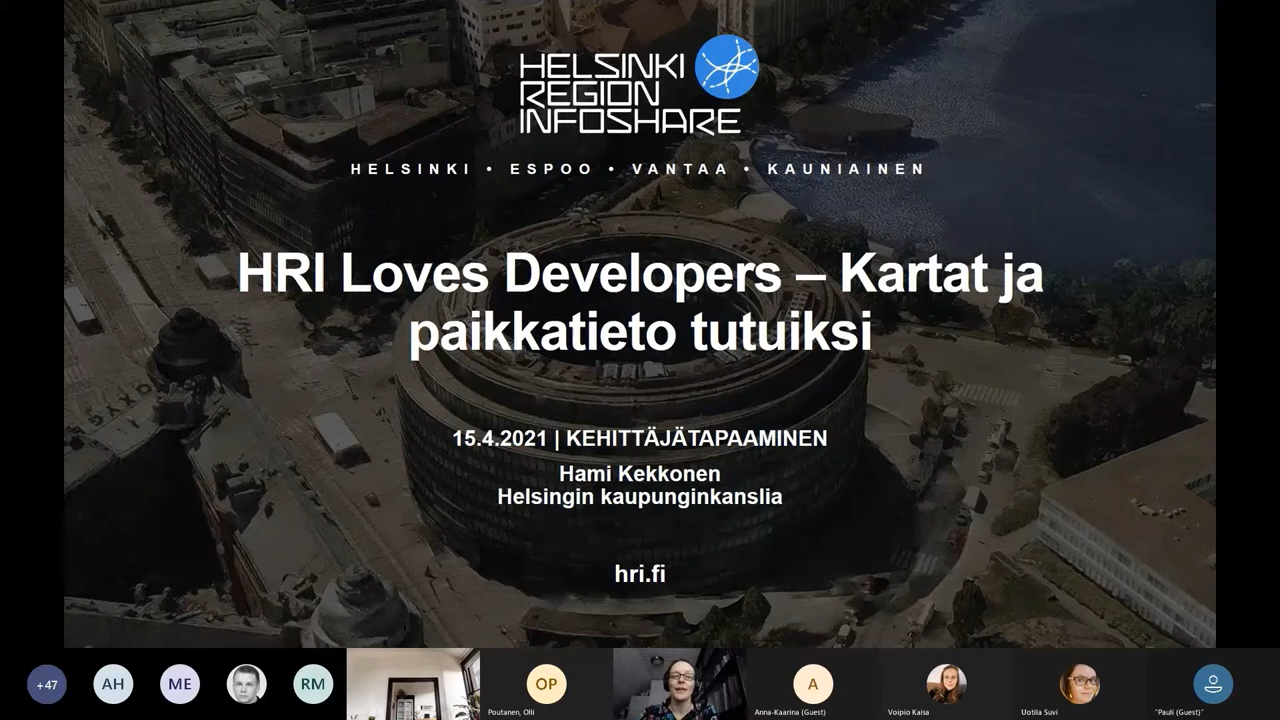 HELSINKI
REGION
INFOSHARE
HELSINKI • ESPOO • VANTAA • KAUNIAINEN
HRI Loves Developers – Kartat ja
paikkatieto tutuiksi
15.4.2021 | KEHITTÄJÄTAPAAMINEN
Hami Kekkonen
Helsingin kaupunginkanslia
hri.fi
+47
AH
ME
RM
OP
A
Poutanen, Olli
Anna-Kaarina (Guest)
Voipio Kaisa
Uotila Suvi
"Pauli (Guest)"